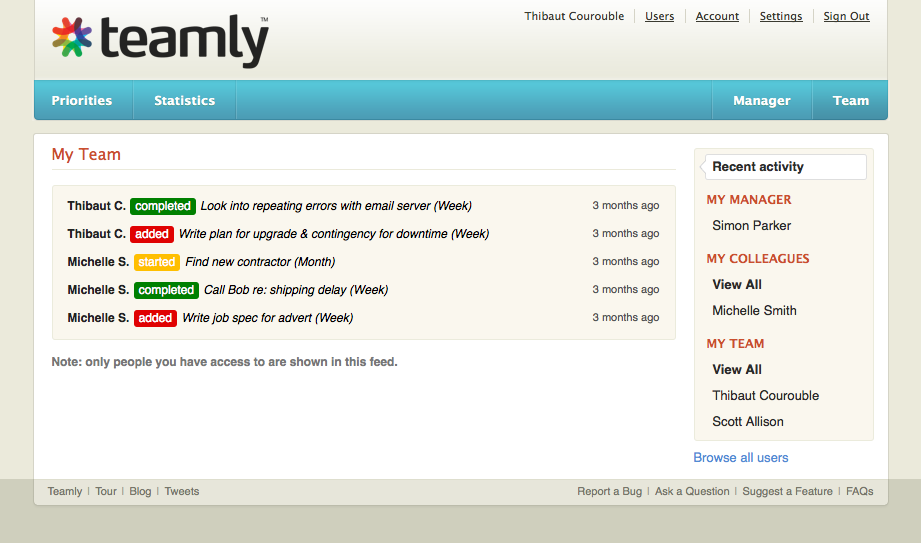 teamly™
Thibaut Courouble Users Account Settings Sign Out
Priorities Statistics Manager Team
My Team
Thibaut C. completed Look into repeating errors with email server (Week) 3 months ago
Thibaut C. added Write plan for upgrade & contingency for downtime (Week) 3 months ago
Michelle S. started Find new contractor (Month) 3 months ago
Michelle S. completed Call Bob re: shipping delay (Week) 3 months ago
Michelle S. added Write job spec for advert (Week) 3 months ago
Note: only people you have access to are shown in this feed.
Recent activity
MY MANAGER
Simon Parker
MY COLLEAGUES
View All
Michelle Smith
MY TEAM
View All
Thibaut Courouble
Scott Allison
Browse all users
Teamly | Tour | Blog | Tweets
Report a Bug | Ask a Question | Suggest a Feature | FAQs